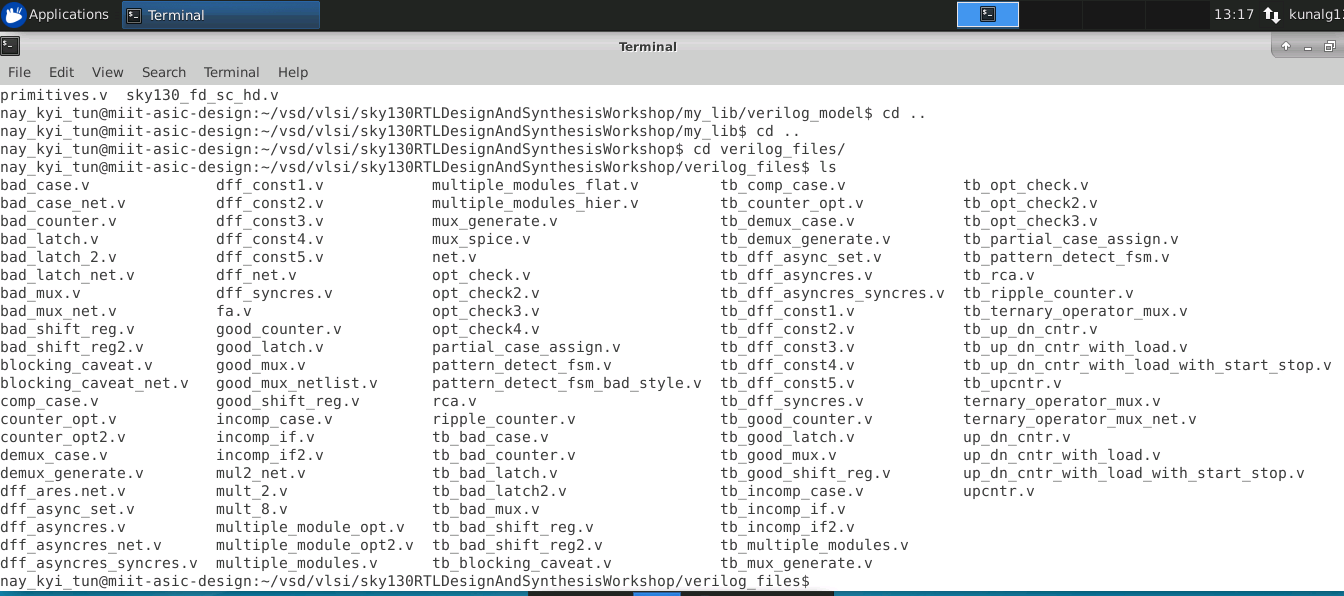 Applications Terminal 13:17 kunalg1
Terminal
File Edit View Search Terminal Help
primitives.v sky130_fd_sc_hd.v
nay_kyi_tun@miit-asic-design:~/vsd/vlsi/sky130RTLDesignAndSynthesisWorkshop/my_lib/verilog_model$ cd ..
nay_kyi_tun@miit-asic-design:~/vsd/vlsi/sky130RTLDesignAndSynthesisWorkshop/my_lib$ cd ..
nay_kyi_tun@miit-asic-design:~/vsd/vlsi/sky130RTLDesignAndSynthesisWorkshop$ cd verilog_files/
nay_kyi_tun@miit-asic-design:~/vsd/vlsi/sky130RTLDesignAndSynthesisWorkshop/verilog_files$ ls
bad_case.v dff_const1.v multiple_modules_flat.v tb_comp_case.v tb_opt_check.v
bad_case_net.v dff_const2.v multiple_modules_hier.v tb_counter_opt.v tb_opt_check2.v
bad_counter.v dff_const3.v mux_generate.v tb_demux_case.v tb_opt_check3.v
bad_latch.v dff_const4.v mux_spice.v tb_demux_generate.v tb_partial_case_assign.v
bad_latch_2.v dff_const5.v net.v tb_dff_async_set.v tb_pattern_detect_fsm.v
bad_latch_net.v dff_net.v opt_check.v tb_dff_asyncres.v tb_rca.v
bad_mux.v dff_syncres.v opt_check2.v tb_dff_asyncres_syncres.v tb_ripple_counter.v
bad_mux_net.v fa.v opt_check3.v tb_dff_const1.v tb_ternary_operator_mux.v
bad_shift_reg.v good_counter.v opt_check4.v tb_dff_const2.v tb_up_dn_cntr.v
bad_shift_reg2.v good_latch.v partial_case_assign.v tb_dff_const3.v tb_up_dn_cntr_with_load.v
blocking_caveat.v good_mux.v pattern_detect_fsm.v tb_dff_const4.v tb_up_dn_cntr_with_load_with_start_stop.v
blocking_caveat_net.v good_mux_netlist.v pattern_detect_fsm_bad_style.v tb_dff_const5.v tb_upcntr.v
comp_case.v good_shift_reg.v rca.v tb_dff_syncres.v ternary_operator_mux.v
counter_opt.v incomp_case.v ripple_counter.v tb_good_counter.v ternary_operator_mux_net.v
counter_opt2.v incomp_if.v tb_bad_case.v tb_good_latch.v up_dn_cntr.v
demux_case.v incomp_if2.v tb_bad_counter.v tb_good_mux.v up_dn_cntr_with_load.v
demux_generate.v mul2_net.v tb_bad_latch.v tb_good_shift_reg.v up_dn_cntr_with_load_with_start_stop.v
dff_ares.net.v mult_2.v tb_bad_latch2.v tb_incomp_case.v upcntr.v
dff_async_set.v mult_8.v tb_bad_mux.v tb_incomp_if.v
dff_asyncres.v multiple_module_opt.v tb_bad_shift_reg.v tb_incomp_if2.v
dff_asyncres_net.v multiple_module_opt2.v tb_bad_shift_reg2.v tb_multiple_modules.v
dff_asyncres_syncres.v multiple_modules.v tb_blocking_caveat.v tb_mux_generate.v
nay_kyi_tun@miit-asic-design:~/vsd/vlsi/sky130RTLDesignAndSynthesisWorkshop/verilog_files$